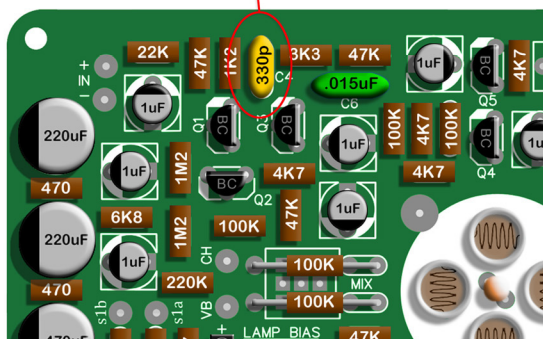 22K
47K
1K2
330p
3K3
47K
1uF
BC
4K7
+
IN
-
C4
.015uF
C6
Q5
1uF
220uF
Q1
Q3
BC
100K
4K7
100K
BC
Q4
1uF
1uF
1uF
1M2
4K7
4K7
470
BC
Q2
6K8
1M2
100K
47K
1uF
220uF
1uF
CH
100K
MIX
220K
470
VB
100K
s1b
s1a
+
LAMP BIAS
47K
470uF